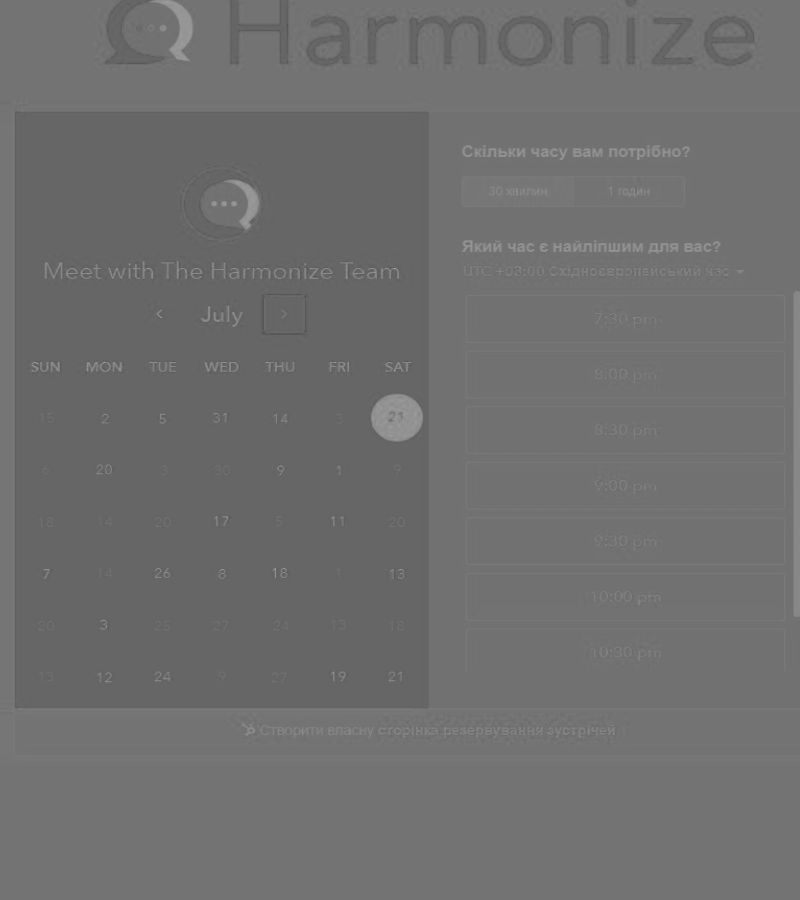 Harmonize
Meet with The Harmonize Team
July
SUN MON TUE WED THU FRI SAT
15 2 5 31 14 3 21
6 20 3 30 9 1 9
13 14 20 17 5 11 20
7 14 26 8 18 1 13
20 3 25 27 24 13 18
13 12 24 9 27 19 21
Скільки часу вам потрібно?
30 хвилин 1 годин
Який час є найліпшим для вас?
UTC +03:00 Східноєвропейський час
7:30 pm
8:00 pm
8:30 pm
9:00 pm
9:30 pm
10:00 pm
10:30 pm
Створити власну сторінка резервування зустрічей